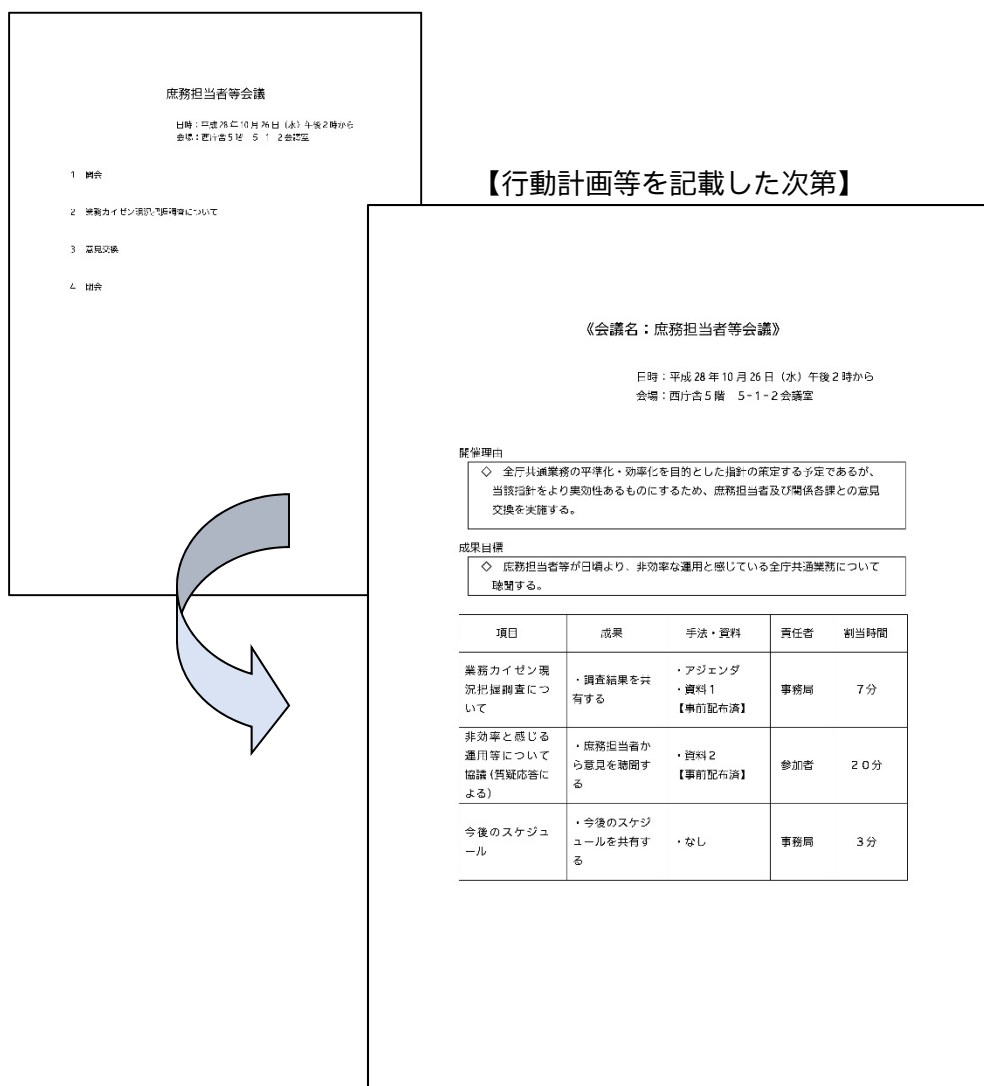 庶務担当者等会議
日時：平成28年10月26日（水）午後2時から
会場：西庁舎5階 5-1-2会議室
1 開会
2 業務カイゼン現況把握調査について
3 意見交換
4 閉会
【行動計画等を記載した次第】
《会議名：庶務担当者等会議》
日時：平成28年10月26日（水）午後2時から
会場：西庁舎5階 5-1-2会議室
開催理由
◇ 全庁共通業務の平準化・効率化を目的とした指針の策定する予定であるが、
当該指針をより実効性あるものにするため、庶務担当者及び関係各課との意見
交換を実施する。
成果目標
◇ 庶務担当者等が日頃より、非効率な運用と感じている全庁共通業務について
聴聞する。
項目 成果 手法・資料 責任者 割当時間
業務カイゼン現
況把握調査につ
いて
・調査結果を共
有する
・アジェンダ
・資料1
【事前配布済】
事務局
7分
非効率と感じる
運用等について
協議（質疑応答に
よる）
・庶務担当者か
ら意見を聴聞す
る
・資料2
【事前配布済】
参加者
20分
今後のスケジュ
ール
・今後のスケジ
ュールを共有す
る
・なし
事務局
3分